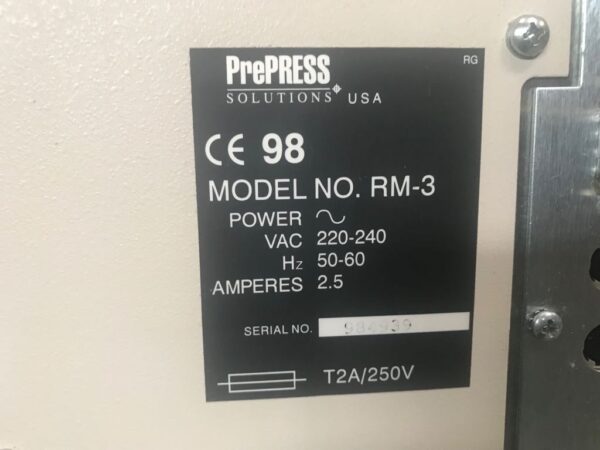 RG
PrePRESS
SOLUTIONS USA
CE 98
MODEL NO. RM-3
POWER ~
VAC 220-240
Hz 50-60
AMPERES 2.5
SERIAL NO. 984939
T2A/250V